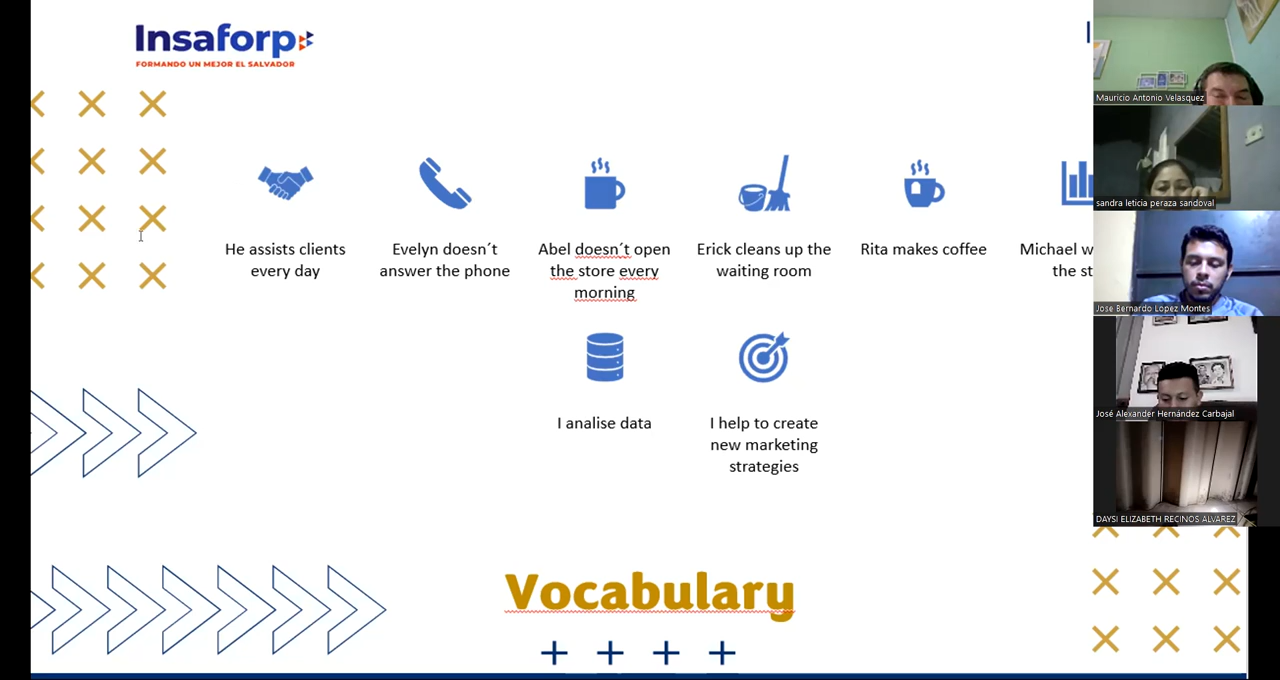 Insaforp
FORMANDO UN MEJOR EL SALVADOR
He assists clients
every day
Evelyn doesn´t
answer the phone
Abel doesn´t open
the store every
morning
Erick cleans up the
waiting room
Rita makes coffee
Michael w
the st
I analise data
I help to create
new marketing
strategies
Vocabulary
Mauricio Antonio Velasquez
sandra leticia peraza sandoval
Jose Bernardo Lopez Montes
José Alexander Hernández Carbajal
DAYSI ELIZABETH RECINOS ALVAREZ